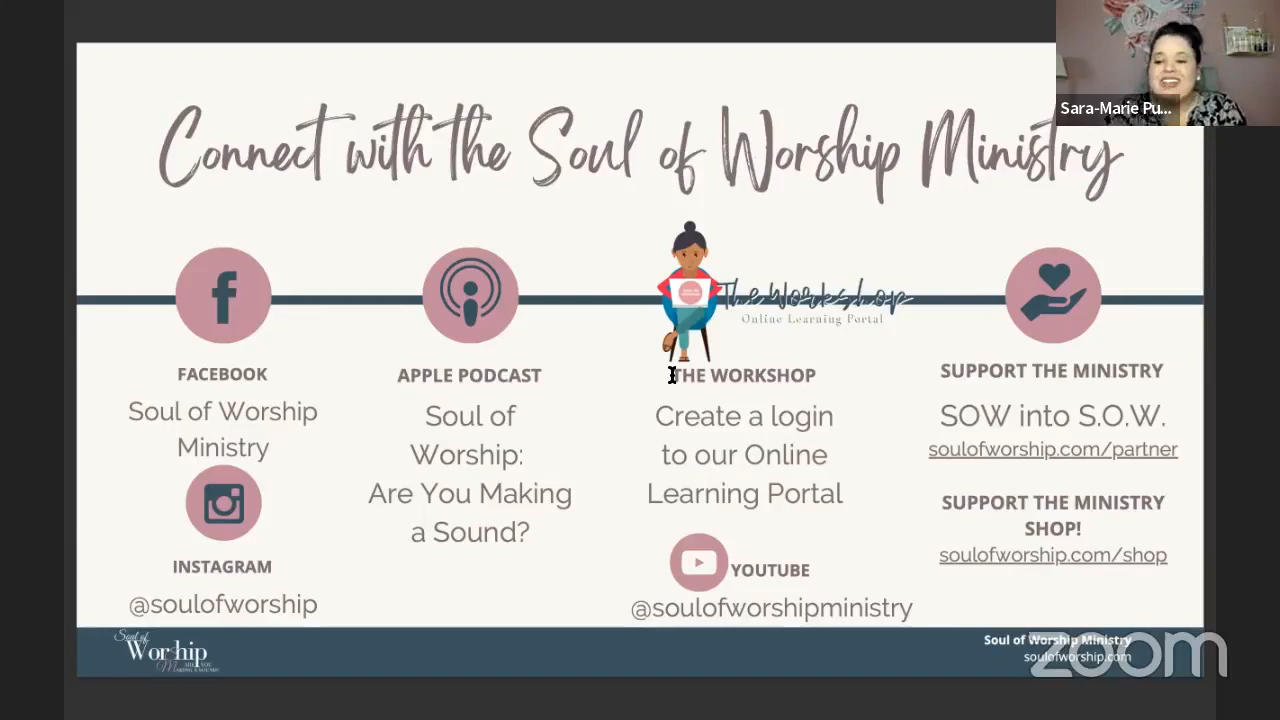 Sara-Marie Pu...
Connect with the Soul of Worship Ministry
The Workshop
Online Learning Portal
FACEBOOK
Soul of Worship
Ministry
INSTAGRAM
@soulofworship
APPLE PODCAST
Soul of
Worship:
Are You Making
a Sound?
THE WORKSHOP
Create a login
to our Online
Learning Portal
YOUTUBE
@soulofworshipministry
SUPPORT THE MINISTRY
SOW into S.O.W.
soulofworship.com/partner
SUPPORT THE MINISTRY
SHOP!
soulofworship.com/shop
Soul of
Worship
Soul of Worship Ministry
soulofworship.com
zoom